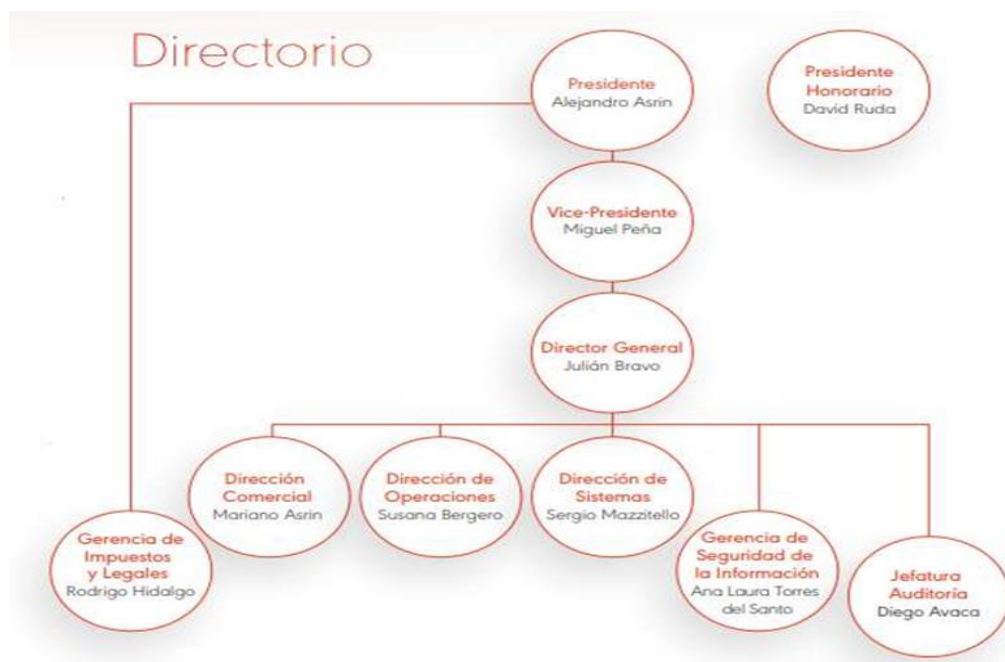 Directorio
Presidente
Alejandro Asrin
Presidente
Honorario
David Ruda
Vice-Presidente
Miguel Peña
Director General
Julián Bravo
Dirección
Comercial
Mariano Asrin
Dirección de
Operaciones
Susana Bergero
Dirección de
Sistemas
Sergio Mazzitello
Gerencia de
Impuestos
y Legales
Rodrigo Hidalgo
Gerencia de
Seguridad de
la Información
Ana Laura Torres
del Santo
Jefatura
Auditoría
Diego Avaca